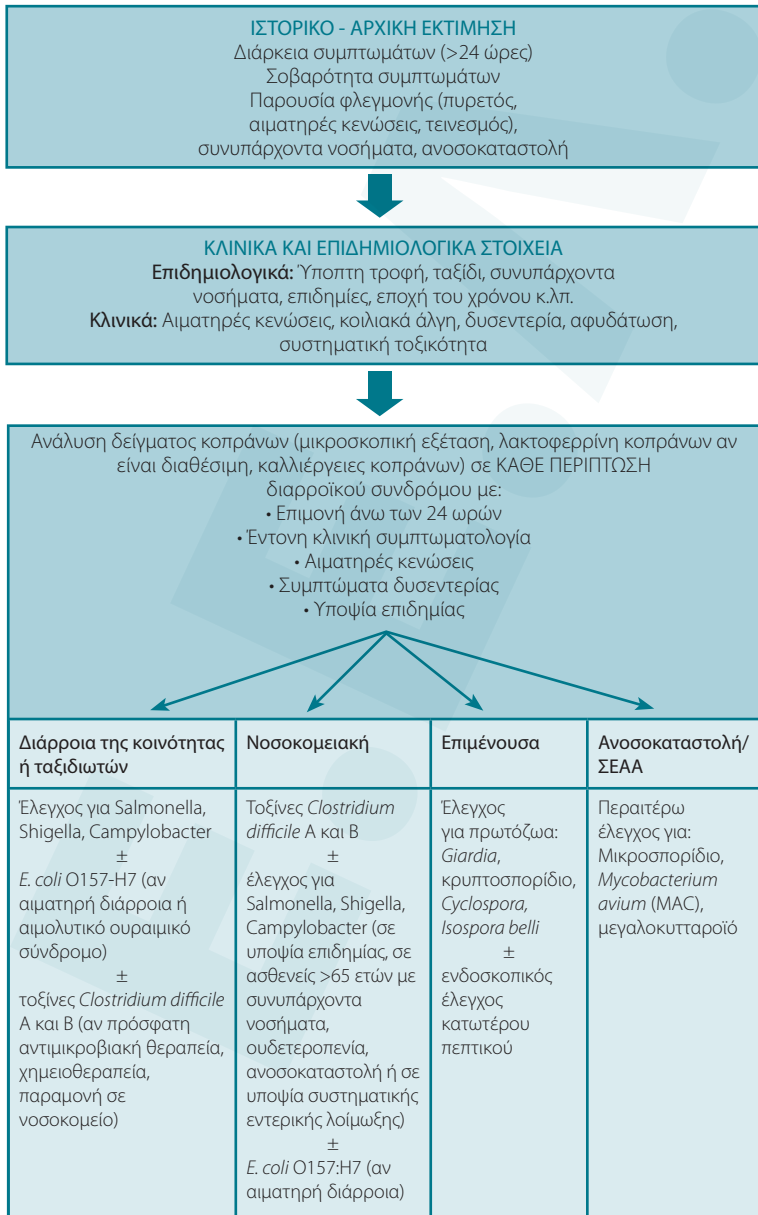 ΙΣΤΟΡΙΚΟ - ΑΡΧΙΚΗ ΕΚΤΙΜΗΣΗ
Διάρκεια συμπτωμάτων (>24 ώρες)
Σοβαρότητα συμπτωμάτων
Παρουσία φλεγμονής (πυρετός,
αιματηρές κενώσεις, τεινεσμός),
συνυπάρχοντα νοσήματα, ανοσοκαταστολή
ΚΛΙΝΙΚΑ ΚΑΙ ΕΠΙΔΗΜΙΟΛΟΓΙΚΑ ΣΤΟΙΧΕΙΑ
Επιδημιολογικά: Ύποπτη τροφή, ταξίδι, συνυπάρχοντα
νοσήματα, επιδημίες, εποχή του χρόνου κ.λπ.
Κλινικά: Αιματηρές κενώσεις, κοιλιακά άλγη, δυσεντερία, αφυδάτωση,
συστηματική τοξικότητα
Ανάλυση δείγματος κοπράνων (μικροσκοπική εξέταση, λακτοφερρίνη κοπράνων αν
είναι διαθέσιμη, καλλιέργειες κοπράνων) σε ΚΑΘΕ ΠΕΡΙΠΤΩΣΗ
διαρροϊκού συνδρόμου με:
• Επιμονή άνω των 24 ωρών
• Έντονη κλινική συμπτωματολογία
• Αιματηρές κενώσεις
• Συμπτώματα δυσεντερίας
• Υποψία επιδημίας
Διάρροια της κοινότητας
ή ταξιδιωτών
Έλεγχος για Salmonella,
Shigella, Campylobacter
±
E. coli O157-H7 (αν
αιματηρή διάρροια ή
αιμολυτικό ουραιμικό
σύνδρομο)
±
τοξίνες Clostridium difficile
A και B (αν πρόσφατη
αντιμικροβιακή θεραπεία,
χημειοθεραπεία,
παραμονή σε
νοσοκομείο)
Νοσοκομειακή
Τοξίνες Clostridium
difficile A και B
±
έλεγχος για
Salmonella, Shigella,
Campylobacter (σε
υποψία επιδημίας, σε
ασθενείς >65 ετών με
συνυπάρχοντα
νοσήματα,
ουδετεροπενία,
ανοσοκαταστολή ή σε
υποψία συστηματικής
εντερικής λοίμωξης)
±
E. coli O157:H7 (αν
αιματηρή διάρροια)
Επιμένουσα
Έλεγχος
για πρωτόζωα:
Giardia,
κρυπτοσπορίδιο,
Cyclospora,
Isospora belli
±
ενδοσκοπικός
έλεγχος
κατωτέρου
πεπτικού
Ανοσοκαταστολή/
ΣΕΑΑ
Περαιτέρω
έλεγχος για:
Μικροσπορίδιο,
Mycobacterium
avium (MAC),
μεγαλοκυτταροϊό